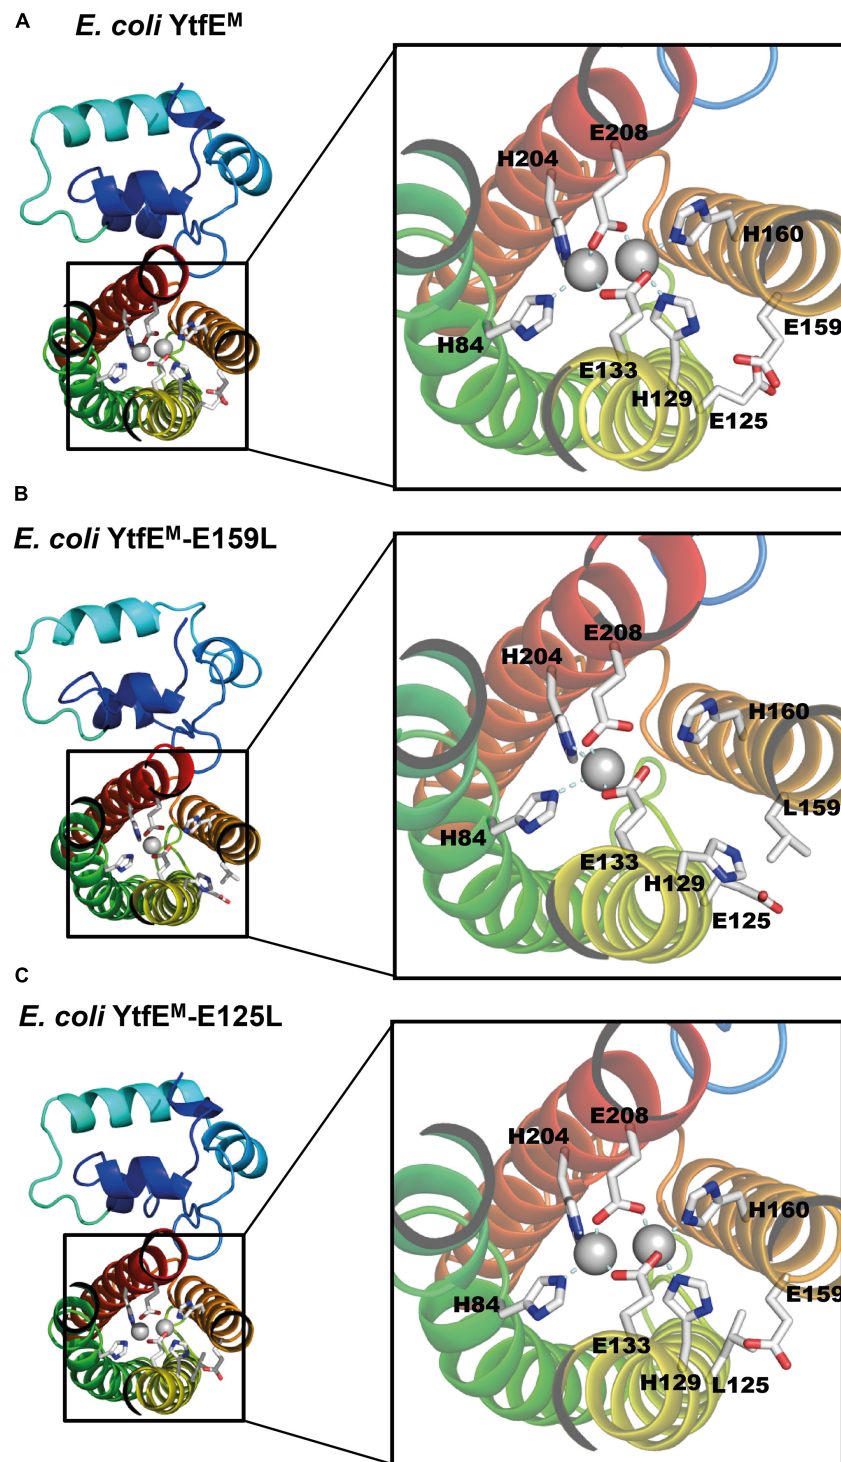 A
E. coli YtfEᴹ
E208
H204
H160
E159
H84
E133
H129
E125
B
E. coli YtfEᴹ-E159L
E208
H204
H160
L159
H84
E133
H129
E125
C
E. coli YtfEᴹ-E125L
E208
H204
H160
E159
H84
E133
H129
L125